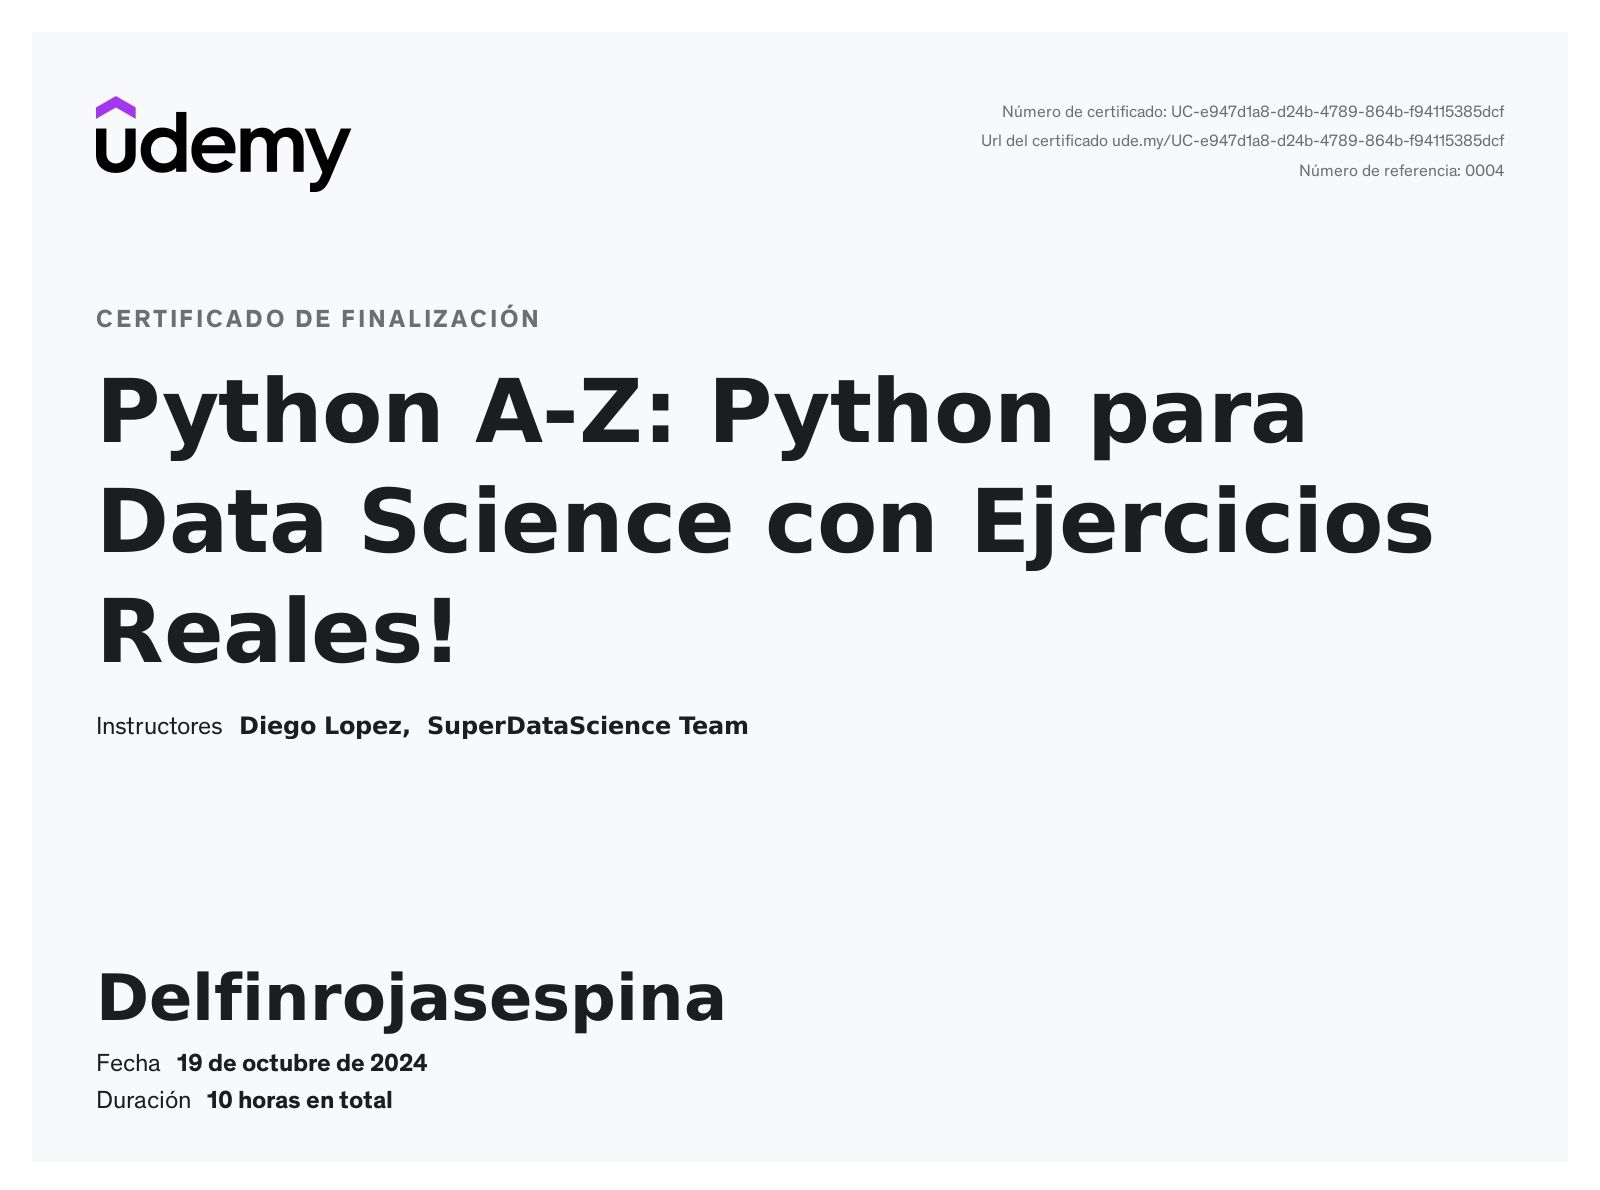 udemy
Número de certificado: UC-e947d1a8-d24b-4789-864b-f94115385dcf
Url del certificado ude.my/UC-e947d1a8-d24b-4789-864b-f94115385dcf
Número de referencia: 0004
CERTIFICADO DE FINALIZACIÓN
Python A-Z: Python para
Data Science con Ejercicios
Reales!
Instructores Diego Lopez, SuperDataScience Team
Delfinrojasespina
Fecha 19 de octubre de 2024
Duración 10 horas en total